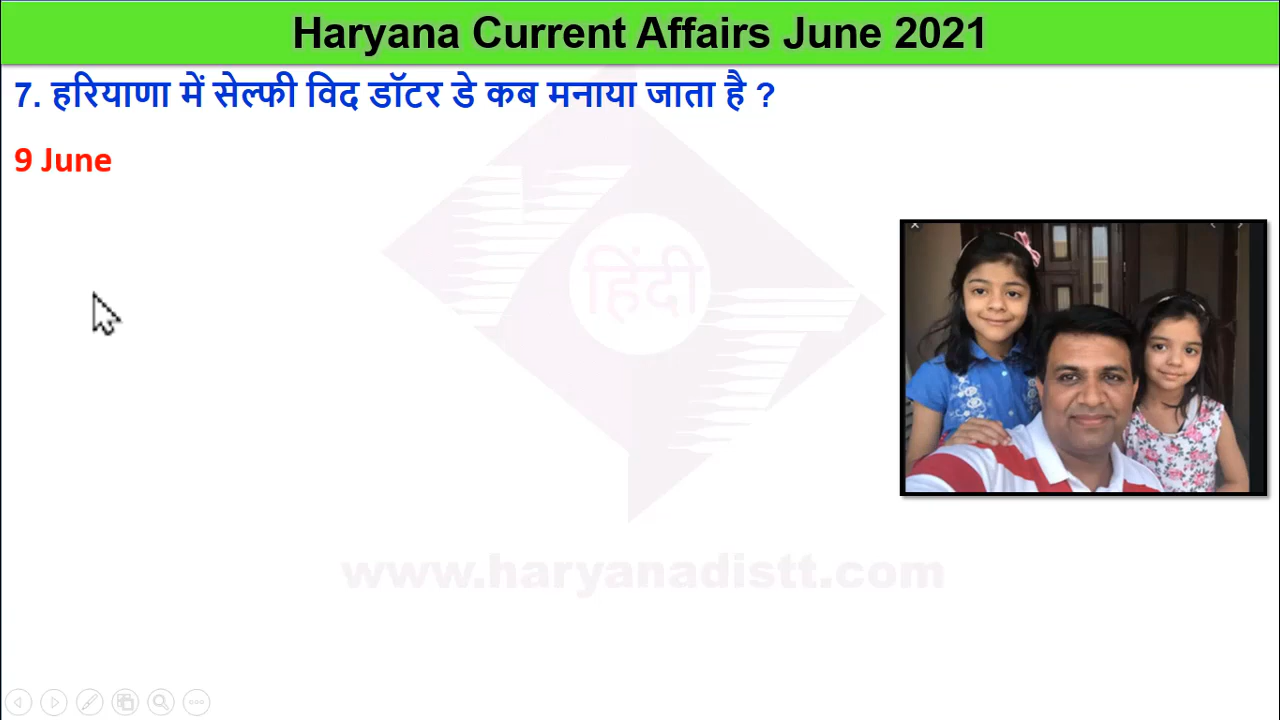 Haryana Current Affairs June 2021
7. हरियाणा में सेल्फी विद डॉटर डे कब मनाया जाता है ?
9 June
हिंदी
www.haryanadistt.com